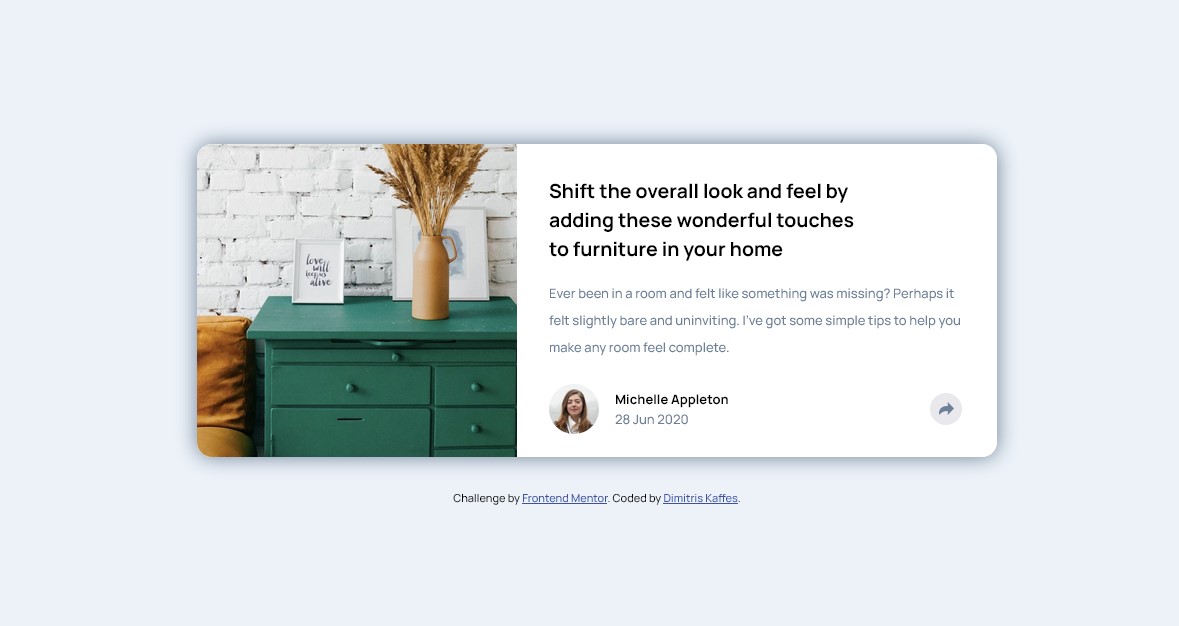 love
will
keep us
alive
Shift the overall look and feel by
adding these wonderful touches
to furniture in your home
Ever been in a room and felt like something was missing? Perhaps it
felt slightly bare and uninviting. I've got some simple tips to help you
make any room feel complete.
Michelle Appleton
28 Jun 2020
Challenge by Frontend Mentor. Coded by Dimitris Kaffes.